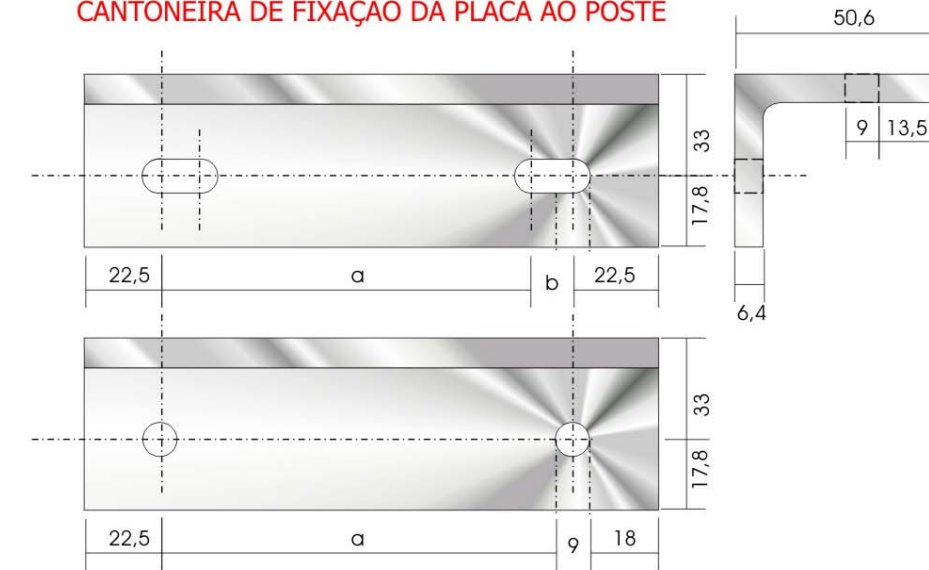 CANTONEIRA DE FIXAÇÃO DA PLACA AO POSTE
50,6
33
9 13,5
17,8
22,5 a b 22,5
6,4
33
17,8
22,5 a 9 18